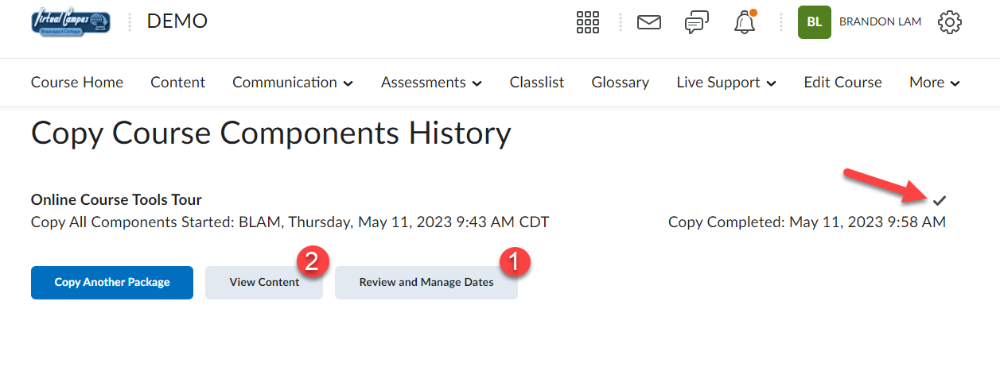 Virtual Campus
Brazosport College
DEMO
BL
BRANDON LAM
Course Home Content Communication Assessments Classlist Glossary Live Support Edit Course More
Copy Course Components History
Online Course Tools Tour
Copy All Components Started: BLAM, Thursday, May 11, 2023 9:43 AM CDT
Copy Completed: May 11, 2023 9:58 AM
2
1
Copy Another Package View Content Review and Manage Dates